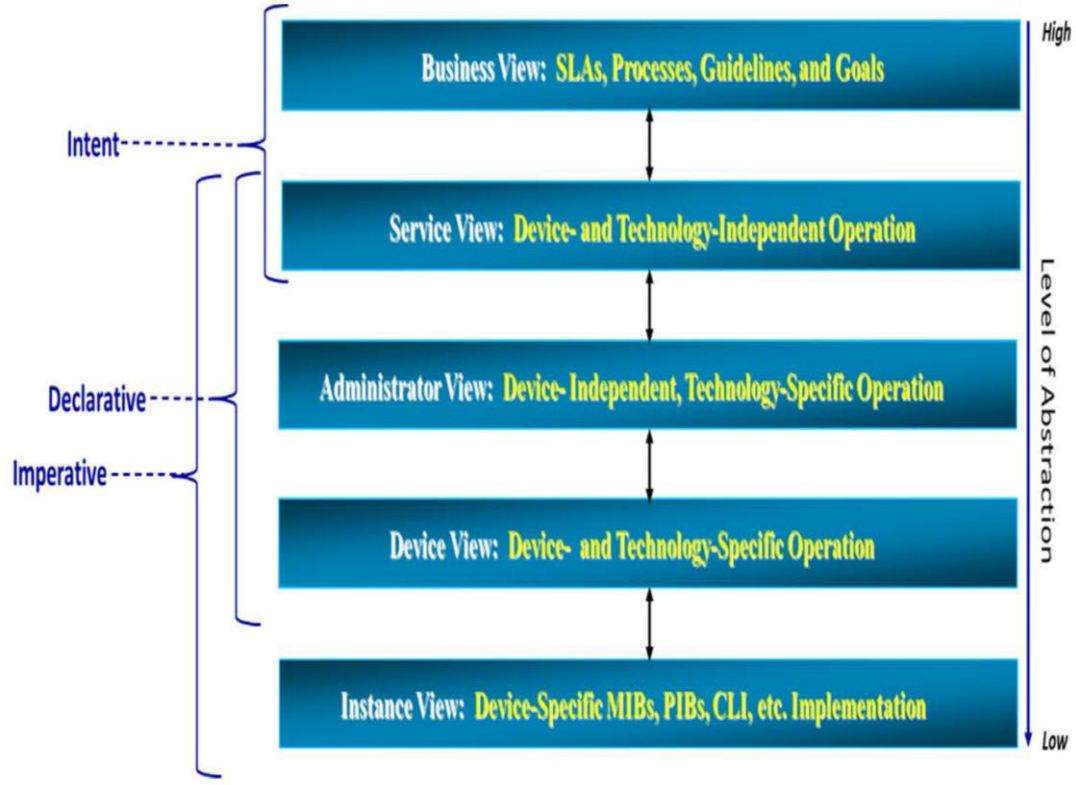 High
Business View: SLAs, Processes, Guidelines, and Goals
Intent
Service View: Device- and Technology-Independent Operation
Level of Abstraction
Declarative
Administrator View: Device- Independent, Technology-Specific Operation
Imperative
Device View: Device- and Technology-Specific Operation
Instance View: Device-Specific MIBs, PIBs, CLI, etc. Implementation
Low